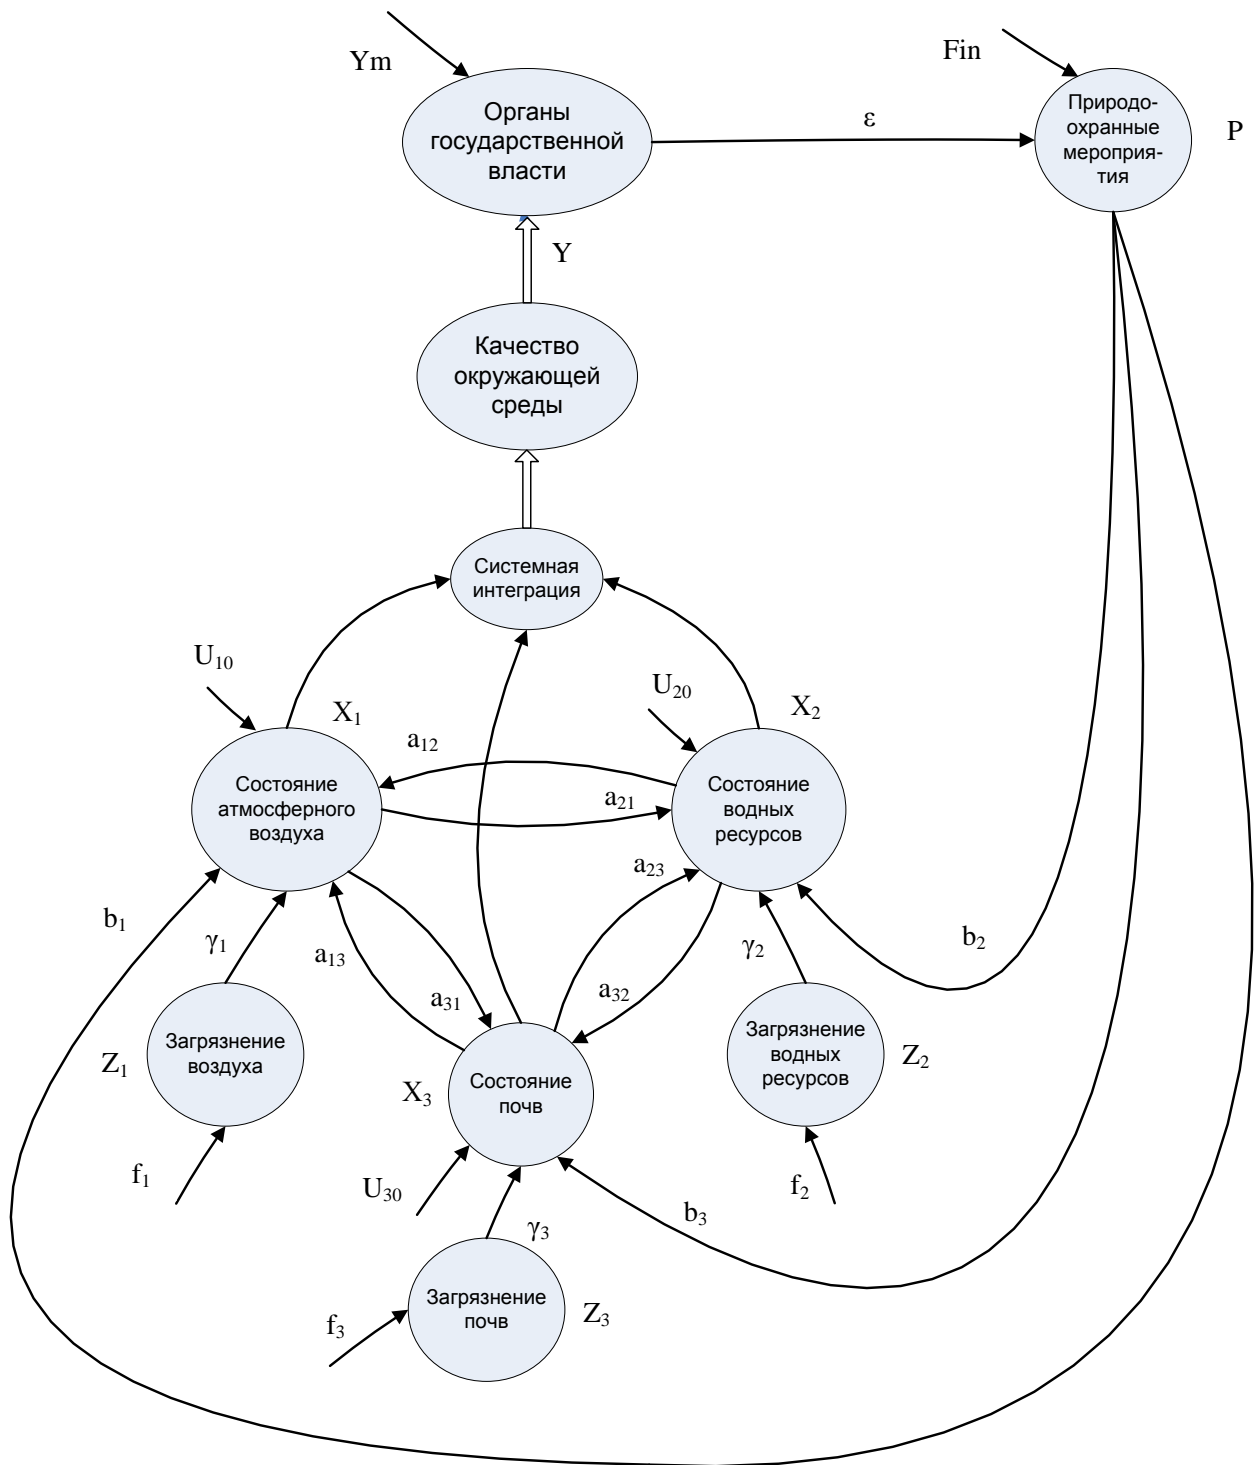 Ym
Fin
Органы
государственной
власти
ε
Природо-
охранные
мероприя-
тия
P
Y
Качество
окружающей
среды
Системная
интеграция
U10
X1
U20
X2
a12
a21
Состояние
атмосферного
воздуха
Состояние
водных
ресурсов
a23
b1
γ1
a13
a31
a32
γ2
b2
Загрязнение
воздуха
Z1
Загрязнение
водных
ресурсов
Z2
X3
Состояние
почв
f1
U30
f2
b3
γ3
Загрязнение
почв
Z3
f3